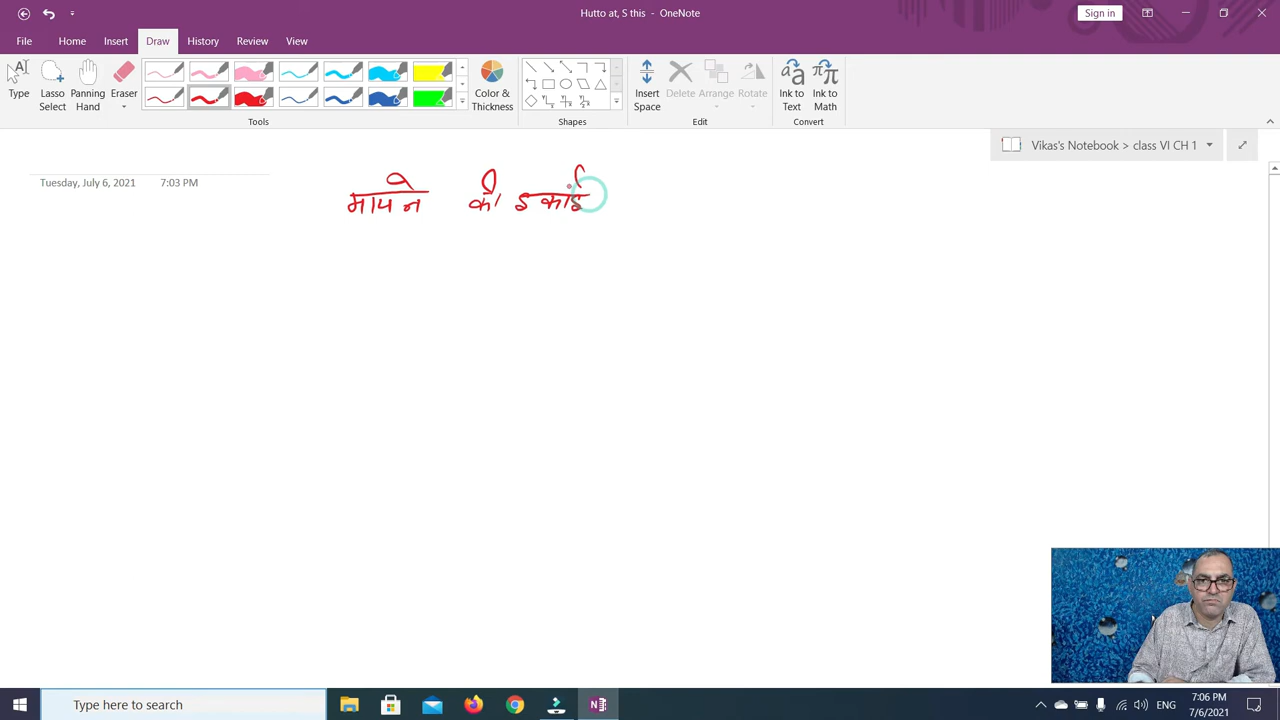 Hutto at, S this - OneNote
Sign in
File Home Insert Draw History Review View
Type
Lasso Select
Panning Hand
Eraser
Color & Thickness
Insert Space
Delete Arrange Rotate
Ink to Text
Ink to Math
Tools Shapes Edit Convert
Vikas's Notebook > class VI CH 1
Tuesday, July 6, 2021 7:03 PM
की इकाई
Type here to search
ENG
7:06 PM
7/6/2021